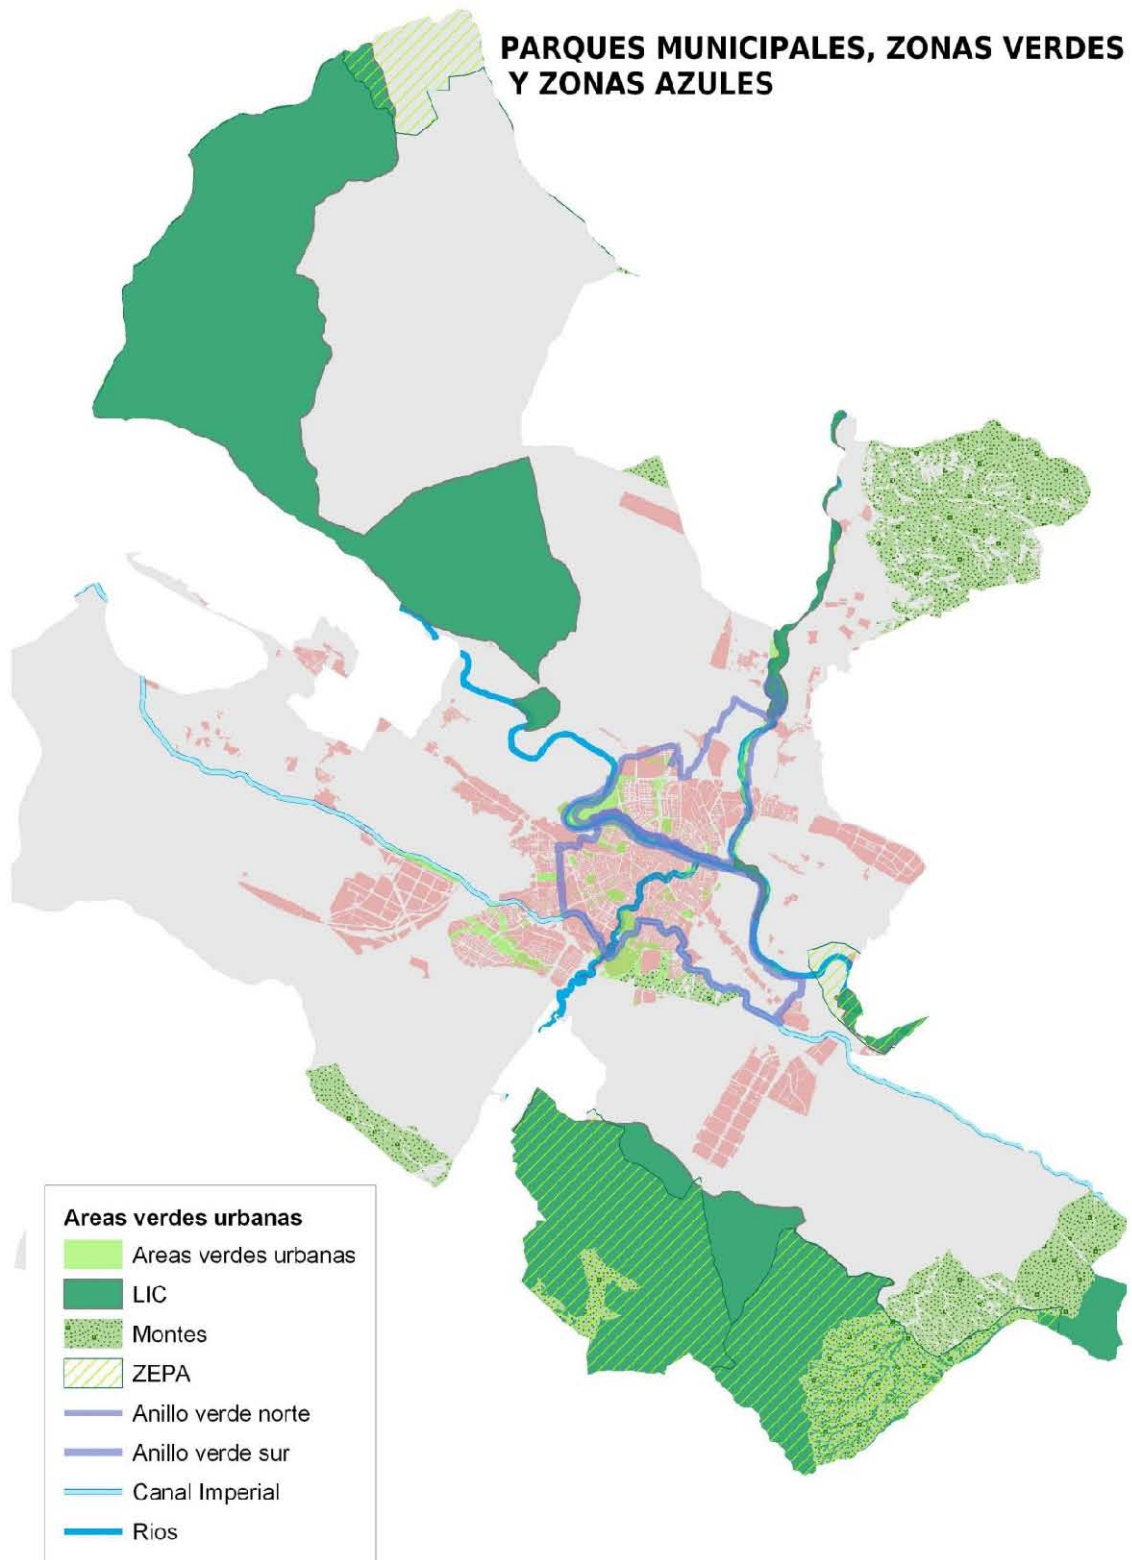 PARQUES MUNICIPALES, ZONAS VERDES
Y ZONAS AZULES
Areas verdes urbanas
Areas verdes urbanas
LIC
Montes
ZEPA
Anillo verde norte
Anillo verde sur
Canal Imperial
Rios